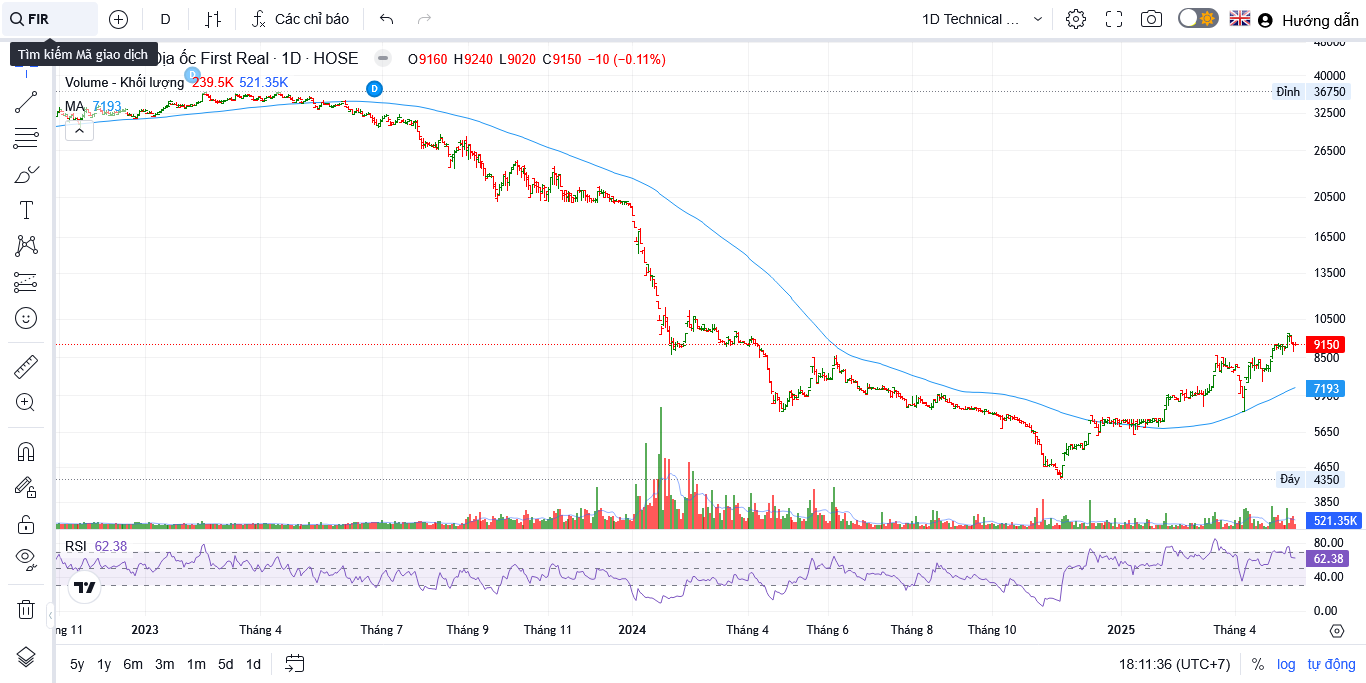 FIR
D
Các chỉ báo
1D Technical ...
Hướng dẫn
Tìm kiếm Mã giao dịch
Địa ốc First Real · 1D · HOSE
O9160 H9240 L9020 C9150 −10 (−0.11%)
Volume - Khối lượng 239.5K 521.35K
D
D
MA 7193
40000
Đỉnh 36750
32500
26500
20500
16500
13500
10500
9150
8500
7193
5650
4650
Đáy 4350
3850
521.35K
RSI 62.38
80.00
62.38
40.00
0.00
ng 11 2023 Tháng 4 Tháng 7 Tháng 9 Tháng 11 2024 Tháng 4 Tháng 6 Tháng 8 Tháng 10 2025 Tháng 4
5y 1y 6m 3m 1m 5d 1d
18:11:36 (UTC+7) % log tự động